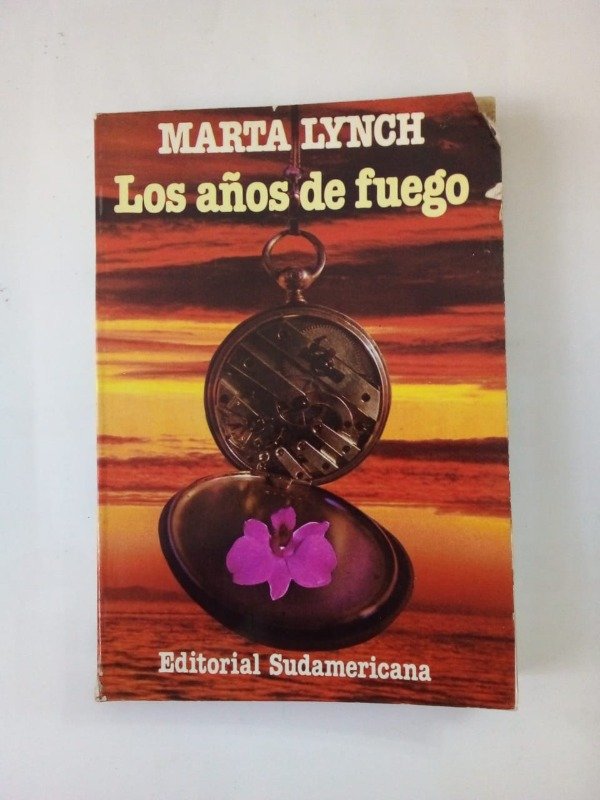 MARTA LYNCH
Los años de fuego
Editorial Sudamericana